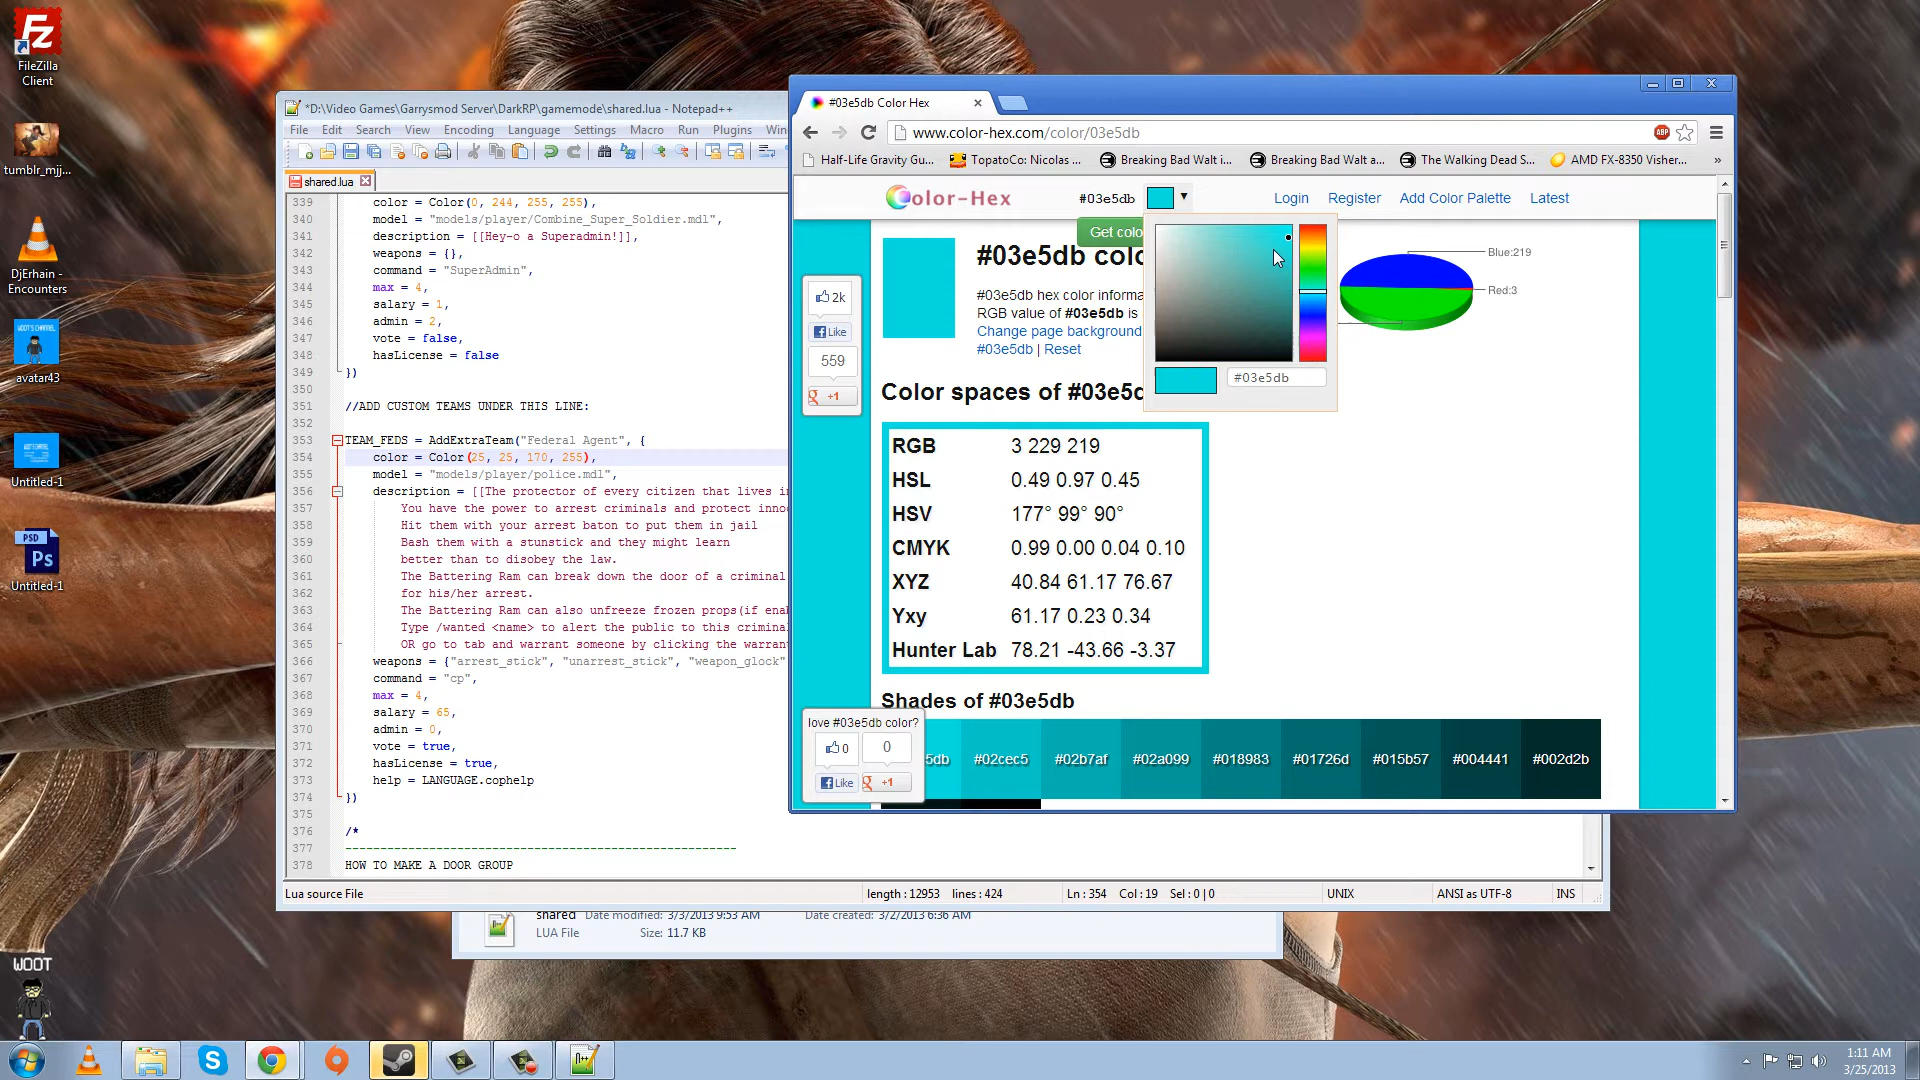 FileZilla
Client
tumblr_mjj...
DjErhain -
Encounters
WOOT'S CHANNEL
avatar43
Untitled-1
PSD
Ps
Untitled-1
WOOT
*D:\Video Games\Garrysmod Server\DarkRP\gamemode\shared.lua - Notepad++
File Edit Search View Encoding Language Settings Macro Run Plugins Win
shared.lua
339 color = Color(0, 244, 255, 255),
340 model = "models/player/Combine_Super_Soldier.mdl",
341 description = [[Hey-o a Superadmin!]],
342 weapons = {},
343 command = "SuperAdmin",
344 max = 4,
345 salary = 1,
346 admin = 2,
347 vote = false,
348 hasLicense = false
349 })
350
351 //ADD CUSTOM TEAMS UNDER THIS LINE:
352
353 TEAM_FEDS = AddExtraTeam("Federal Agent", {
354 color = Color(25, 25, 170, 255),
355 model = "models/player/police.mdl",
356 description = [[The protector of every citizen that lives in
357 You have the power to arrest criminals and protect inno
358 Hit them with your arrest baton to put them in jail
359 Bash them with a stunstick and they might learn
360 better than to disobey the law.
361 The Battering Ram can break down the door of a criminal
362 for his/her arrest.
363 The Battering Ram can also unfreeze frozen props(if ena
364 Type /wanted <name> to alert the public to this criminal
365 OR go to tab and warrant someone by clicking the warrant
366 weapons = {"arrest_stick", "unarrest_stick", "weapon_glock"
367 command = "cp",
368 max = 4,
369 salary = 65,
370 admin = 0,
371 vote = true,
372 hasLicense = true,
373 help = LANGUAGE.cophelp
374 })
375
376 /*
377 --------------------------------------------------------
378 HOW TO MAKE A DOOR GROUP
Lua source File length : 12953 lines : 424 Ln : 354 Col : 19 Sel : 0 | 0 UNIX ANSI as UTF-8 INS
shared Date modified: 3/3/2013 9:53 AM Date created: 3/2/2013 6:36 AM
LUA File Size: 11.7 KB
#03e5db Color Hex
www.color-hex.com/color/03e5db
ABP
Half-Life Gravity Gu... TopatoCo: Nicolas ... Breaking Bad Walt i... Breaking Bad Walt a... The Walking Dead S... AMD FX-8350 Visher... »
Color-Hex #03e5db Login Register Add Color Palette Latest
Get colo
#03e5db colo
#03e5db hex color informa
RGB value of #03e5db is
Change page background
#03e5db | Reset
#03e5db
Blue:219
Red:3
2k
Like
559
+1
Color spaces of #03e5d
RGB 3 229 219
HSL 0.49 0.97 0.45
HSV 177° 99° 90°
CMYK 0.99 0.00 0.04 0.10
XYZ 40.84 61.17 76.67
Yxy 61.17 0.23 0.34
Hunter Lab 78.21 -43.66 -3.37
Shades of #03e5db
love #03e5db color?
0 0
Like +1
5db #02cec5 #02b7af #02a099 #018983 #01726d #015b57 #004441 #002d2b
1:11 AM
3/25/2013